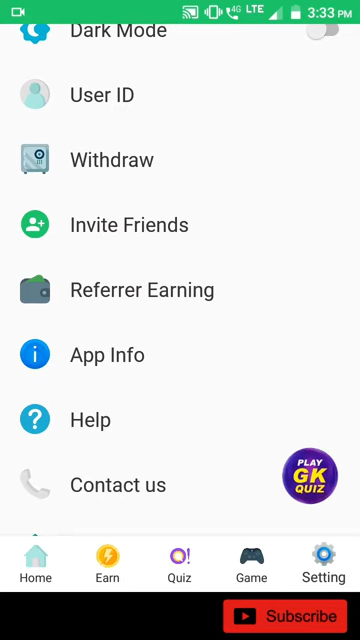 4G LTE 3:33 PM
Dark Mode
User ID
Withdraw
Invite Friends
Referrer Earning
App Info
Help
Contact us
PLAY
GK
QUIZ
Home Earn Quiz Game Setting
Subscribe